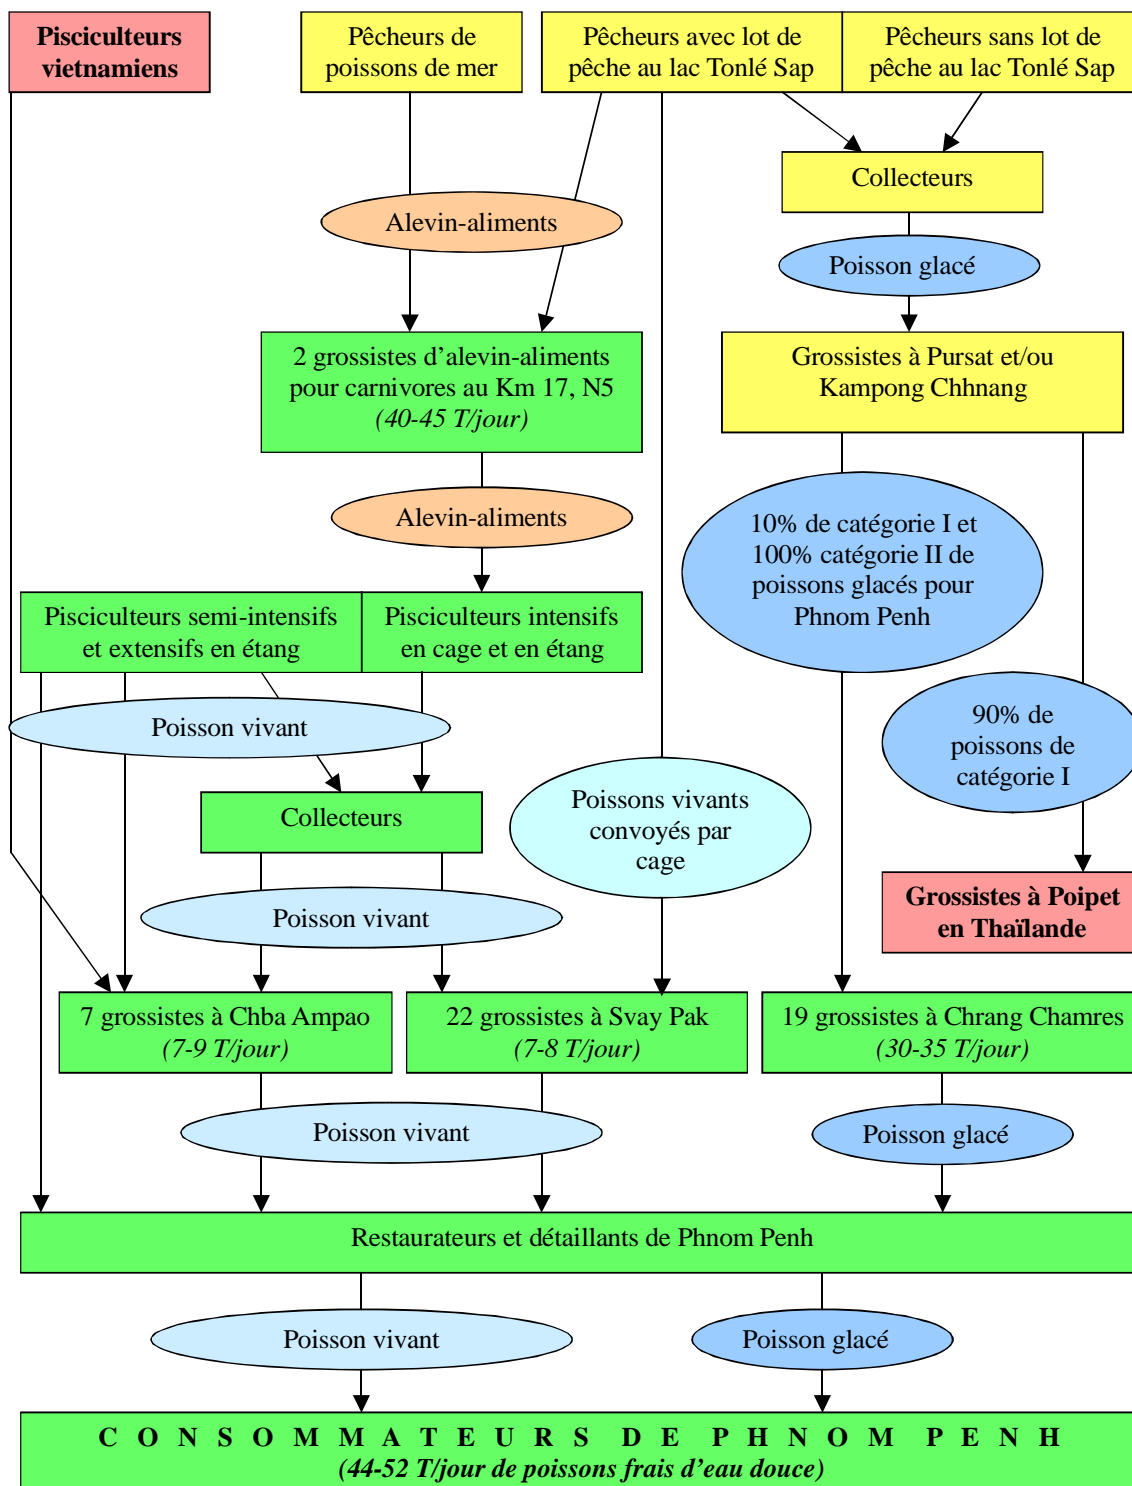 Pisciculteurs
vietnamiens
Pêcheurs de
poissons de mer
Pêcheurs avec lot de
pêche au lac Tonlé Sap
Pêcheurs sans lot de
pêche au lac Tonlé Sap
Collecteurs
Alevin-aliments
Poisson glacé
2 grossistes d’alevin-aliments
pour carnivores au Km 17, N5
(40-45 T/jour)
Grossistes à Pursat et/ou
Kampong Chhnang
Alevin-aliments
10% de catégorie I et
100% catégorie II de
poissons glacés pour
Phnom Penh
Pisciculteurs semi-intensifs
et extensifs en étang
Pisciculteurs intensifs
en cage et en étang
Poisson vivant
90% de
poissons de
catégorie I
Collecteurs
Poissons vivants
convoyés par
cage
Poisson vivant
Grossistes à Poipet
en Thaïlande
7 grossistes à Chba Ampao
(7-9 T/jour)
22 grossistes à Svay Pak
(7-8 T/jour)
19 grossistes à Chrang Chamres
(30-35 T/jour)
Poisson vivant
Poisson glacé
Restaurateurs et détaillants de Phnom Penh
Poisson vivant
Poisson glacé
C O N S O M M A T E U R S D E P H N O M P E N H
(44-52 T/jour de poissons frais d’eau douce)